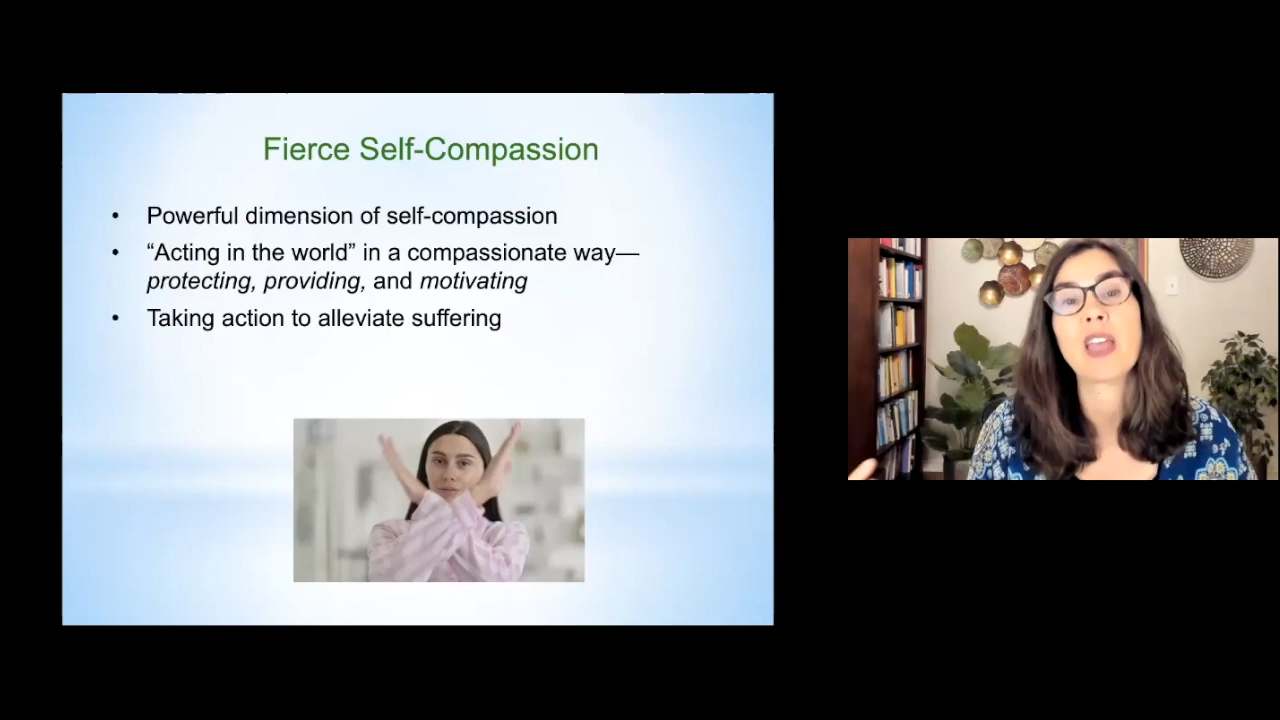 Fierce Self-Compassion
• Powerful dimension of self-compassion
• “Acting in the world” in a compassionate way—
protecting, providing, and motivating
• Taking action to alleviate suffering